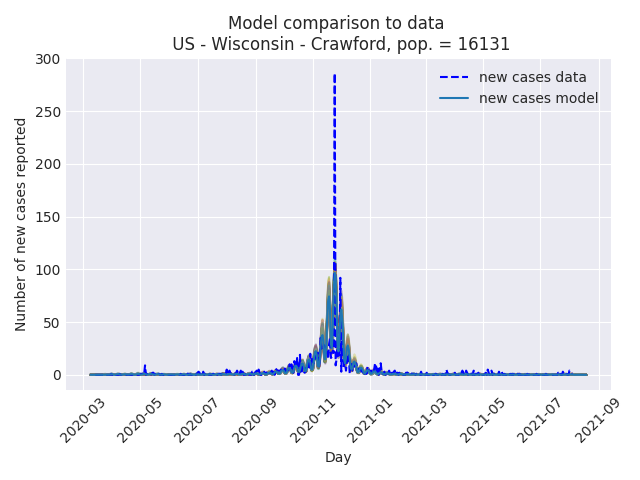 Model comparison to data
US - Wisconsin - Crawford, pop. = 16131
new cases data
new cases model
Number of new cases reported
300
250
200
150
100
50
0
2020-03
2020-05
2020-07
2020-09
2020-11
2021-01
2021-03
2021-05
2021-07
2021-09
Day